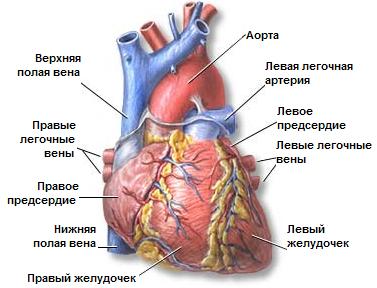 Верхняя
полая вена
Правые
легочные
вены
Правое
предсердие
Нижняя
полая вена
Правый желудочек
Аорта
Левая легочная
артерия
Левое
предсердие
Левые легочные
вены
Левый
желудочек